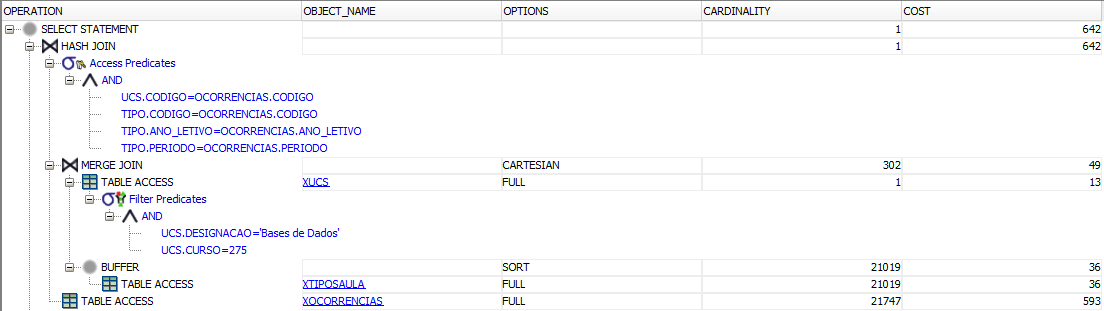 OPERATION OBJECT_NAME OPTIONS CARDINALITY COST
SELECT STATEMENT 1 642
HASH JOIN 1 642
Access Predicates
AND
UCS.CODIGO=OCORRENCIAS.CODIGO
TIPO.CODIGO=OCORRENCIAS.CODIGO
TIPO.ANO_LETIVO=OCORRENCIAS.ANO_LETIVO
TIPO.PERIODO=OCORRENCIAS.PERIODO
MERGE JOIN CARTESIAN 302 49
TABLE ACCESS XUCS FULL 1 13
Filter Predicates
AND
UCS.DESIGNACAO='Bases de Dados'
UCS.CURSO=275
BUFFER SORT 21019 36
TABLE ACCESS XTIPOSAULA FULL 21019 36
TABLE ACCESS XOCORRENCIAS FULL 21747 593